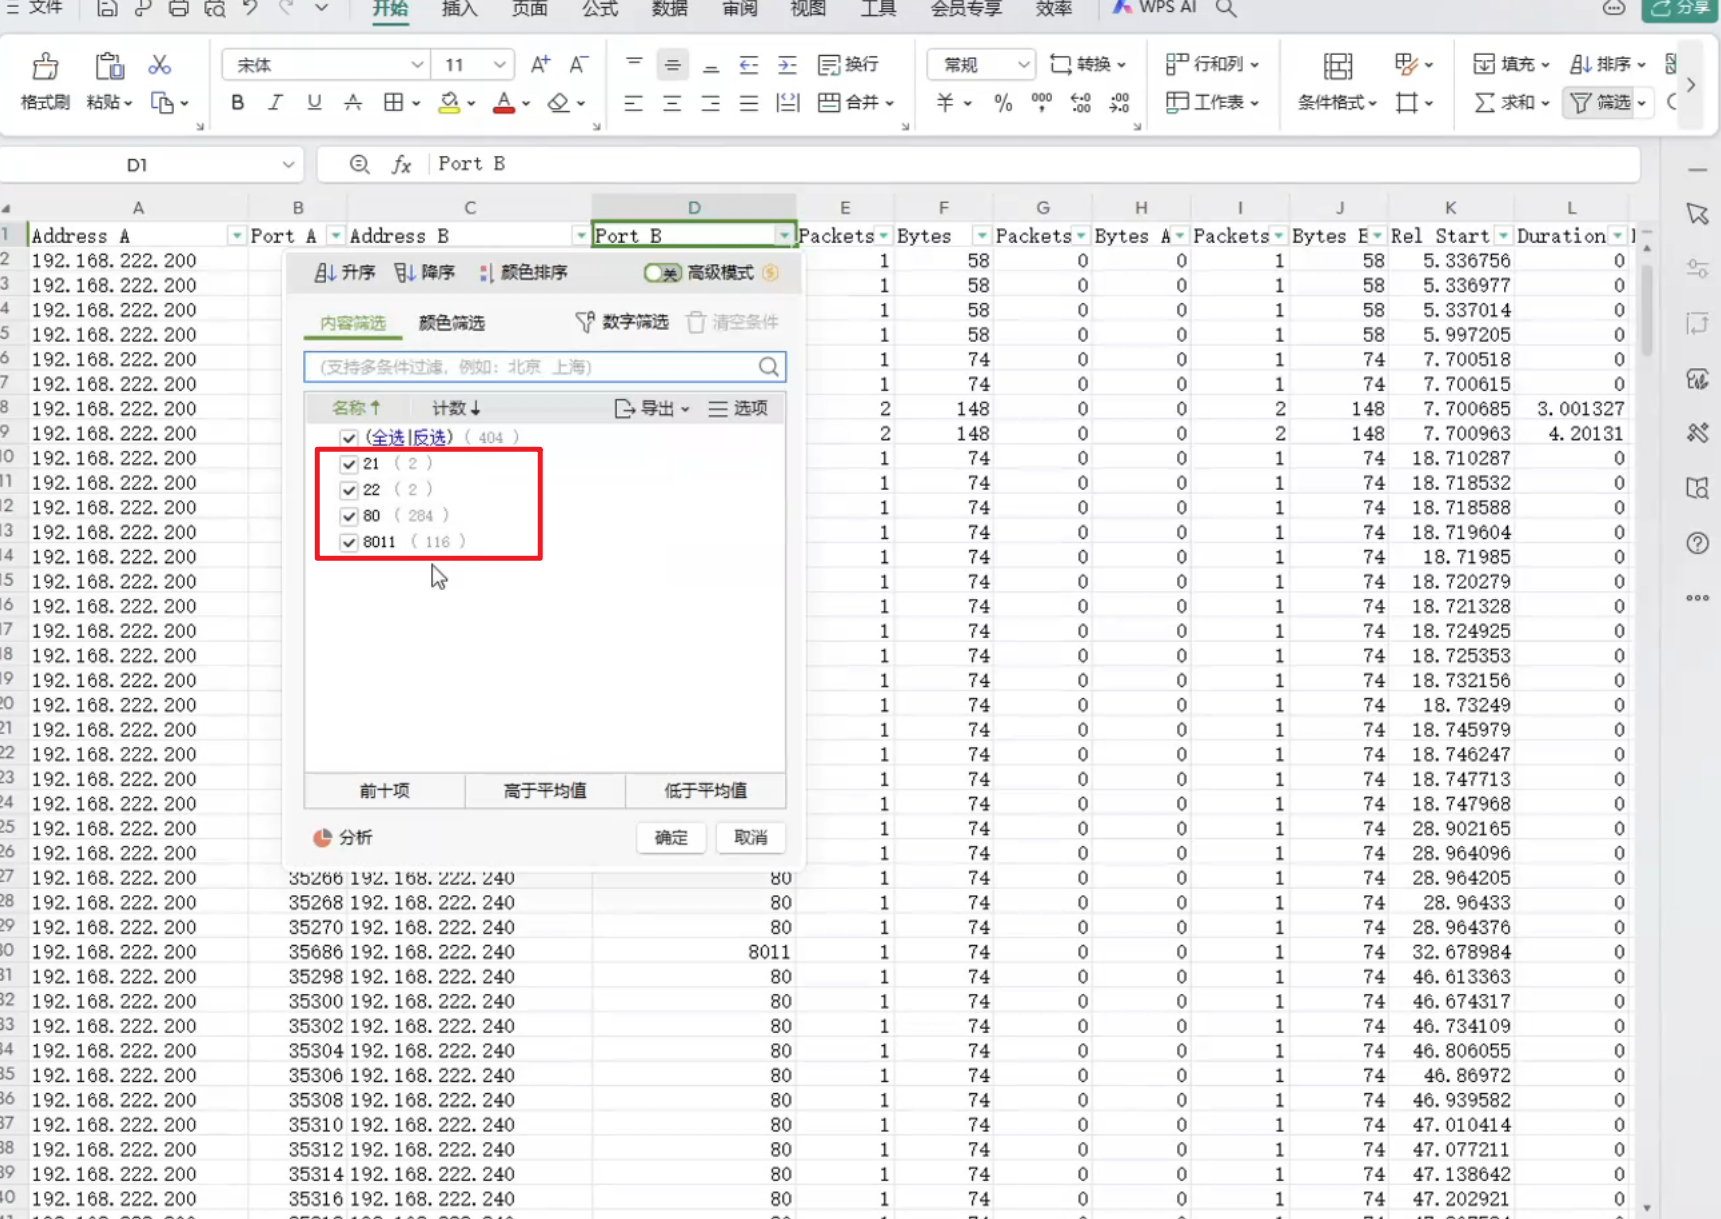 文件 开始 插入 页面 公式 数据 审阅 视图 工具 会员专享 效率 WPS AI 分享
宋体 11 换行 常规 转换 行和列 填充 排序
格式刷 粘贴 B I U A A 合并 % 工作表 条件格式 求和 筛选
D1 fx Port B
A B C D E F G H I J K L
1 Address A Port A Address B Port B Packets Bytes Packets Bytes A Packets Bytes B Rel Start Duration
2 192.168.222.200 1 58 0 0 1 58 5.336756 0
3 192.168.222.200 1 58 0 0 1 58 5.336977 0
4 192.168.222.200 1 58 0 0 1 58 5.337014 0
5 192.168.222.200 1 58 0 0 1 58 5.997205 0
6 192.168.222.200 1 74 0 0 1 74 7.700518 0
7 192.168.222.200 1 74 0 0 1 74 7.700615 0
8 192.168.222.200 2 148 0 0 2 148 7.700685 3.001327
9 192.168.222.200 2 148 0 0 2 148 7.700963 4.20131
10 192.168.222.200 1 74 0 0 1 74 18.710287 0
11 192.168.222.200 1 74 0 0 1 74 18.718532 0
12 192.168.222.200 1 74 0 0 1 74 18.718588 0
13 192.168.222.200 1 74 0 0 1 74 18.719604 0
14 192.168.222.200 1 74 0 0 1 74 18.71985 0
15 192.168.222.200 1 74 0 0 1 74 18.720279 0
16 192.168.222.200 1 74 0 0 1 74 18.721328 0
17 192.168.222.200 1 74 0 0 1 74 18.724925 0
18 192.168.222.200 1 74 0 0 1 74 18.725353 0
19 192.168.222.200 1 74 0 0 1 74 18.732156 0
20 192.168.222.200 1 74 0 0 1 74 18.73249 0
21 192.168.222.200 1 74 0 0 1 74 18.745979 0
22 192.168.222.200 1 74 0 0 1 74 18.746247 0
23 192.168.222.200 1 74 0 0 1 74 18.747713 0
24 192.168.222.200 1 74 0 0 1 74 18.747968 0
25 192.168.222.200 1 74 0 0 1 74 28.902165 0
26 192.168.222.200 1 74 0 0 1 74 28.964096 0
27 192.168.222.200 35266 192.168.222.240 80 1 74 0 0 1 74 28.964205 0
28 192.168.222.200 35268 192.168.222.240 80 1 74 0 0 1 74 28.96433 0
29 192.168.222.200 35270 192.168.222.240 80 1 74 0 0 1 74 28.964376 0
30 192.168.222.200 35686 192.168.222.240 8011 1 74 0 0 1 74 32.678984 0
31 192.168.222.200 35298 192.168.222.240 80 1 74 0 0 1 74 46.613363 0
32 192.168.222.200 35300 192.168.222.240 80 1 74 0 0 1 74 46.674317 0
33 192.168.222.200 35302 192.168.222.240 80 1 74 0 0 1 74 46.734109 0
34 192.168.222.200 35304 192.168.222.240 80 1 74 0 0 1 74 46.806055 0
35 192.168.222.200 35306 192.168.222.240 80 1 74 0 0 1 74 46.86972 0
36 192.168.222.200 35308 192.168.222.240 80 1 74 0 0 1 74 46.939582 0
37 192.168.222.200 35310 192.168.222.240 80 1 74 0 0 1 74 47.010414 0
38 192.168.222.200 35312 192.168.222.240 80 1 74 0 0 1 74 47.077211 0
39 192.168.222.200 35314 192.168.222.240 80 1 74 0 0 1 74 47.138642 0
40 192.168.222.200 35316 192.168.222.240 80 1 74 0 0 1 74 47.202921 0
升序 降序 颜色排序 关 高级模式
内容筛选 颜色筛选 数字筛选 清空条件
(支持多条件过滤，例如：北京 上海)
名称↑ 计数↓ 导出 选项
(全选|反选) ( 404 )
21 ( 2 )
22 ( 2 )
80 ( 284 )
8011 ( 116 )
前十项 高于平均值 低于平均值
分析 确定 取消